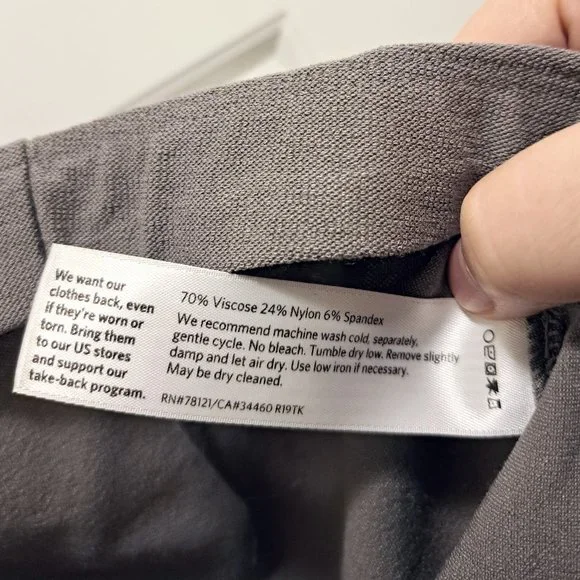 We want our
clothes back, even
if they're worn or
torn. Bring them
to our US stores
and support our
take-back program.
70% Viscose 24% Nylon 6% Spandex
We recommend machine wash cold, separately,
gentle cycle. No bleach. Tumble dry low. Remove slightly
damp and let air dry. Use low iron if necessary.
May be dry cleaned.
RN#78121/CA#34460 R19TK